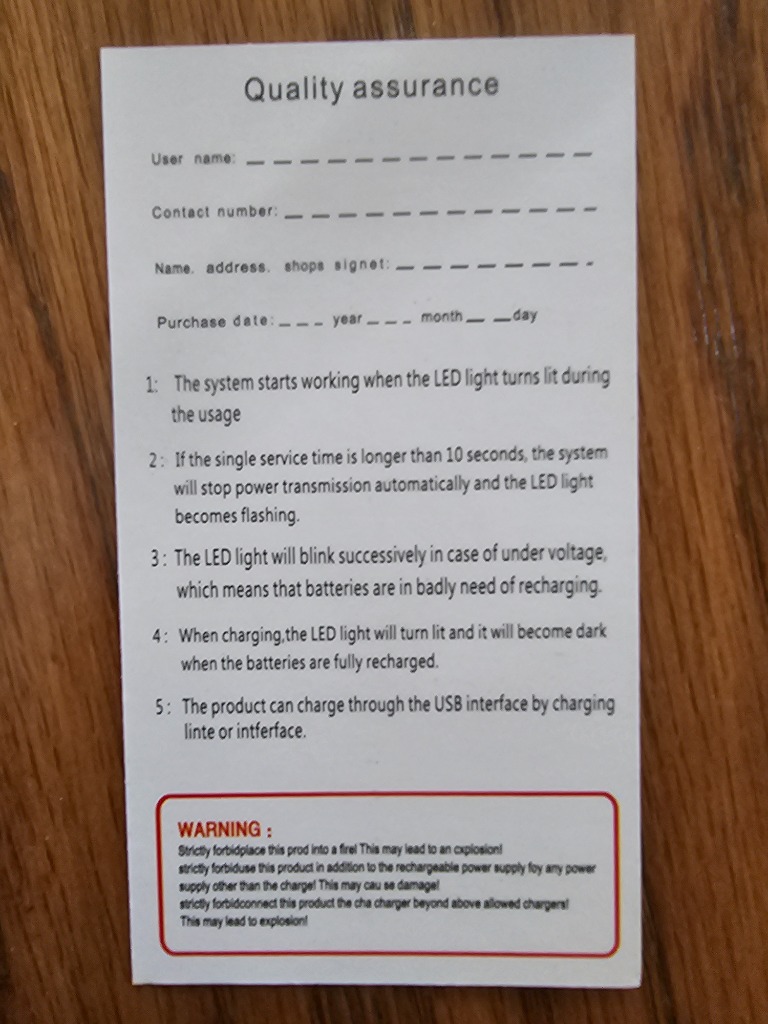 Quality assurance
User name: _ _ _ _ _ _ _ _ _ _ _ _ _
Contact number: _ _ _ _ _ _ _ _ _ _ _ _
Name. address. shops signet: _ _ _ _ _ _ _ _
Purchase date: _ _ _ year _ _ _ month _ _ day
1: The system starts working when the LED light turns lit during
the usage
2: If the single service time is longer than 10 seconds, the system
will stop power transmission automatically and the LED light
becomes flashing.
3: The LED light will blink successively in case of under voltage,
which means that batteries are in badly need of recharging.
4: When charging,the LED light will turn lit and it will become dark
when the batteries are fully recharged.
5: The product can charge through the USB interface by charging
linte or intferface.
WARNING :
Strictly forbidplace this prod into a fire! This may lead to an cxplosion!
strictly forbiduse this product in addition to the rechargeable power supply foy any power
supply other than the charge! This may cau se damage!
strictly forbidconnect this product the cha charger beyond above allowed chargers!
This may lead to explosion!